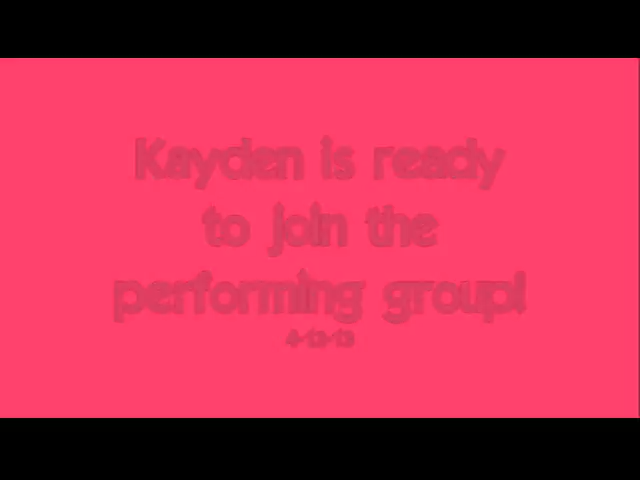 Kayden is ready
to join the
performing group!
4-13-13